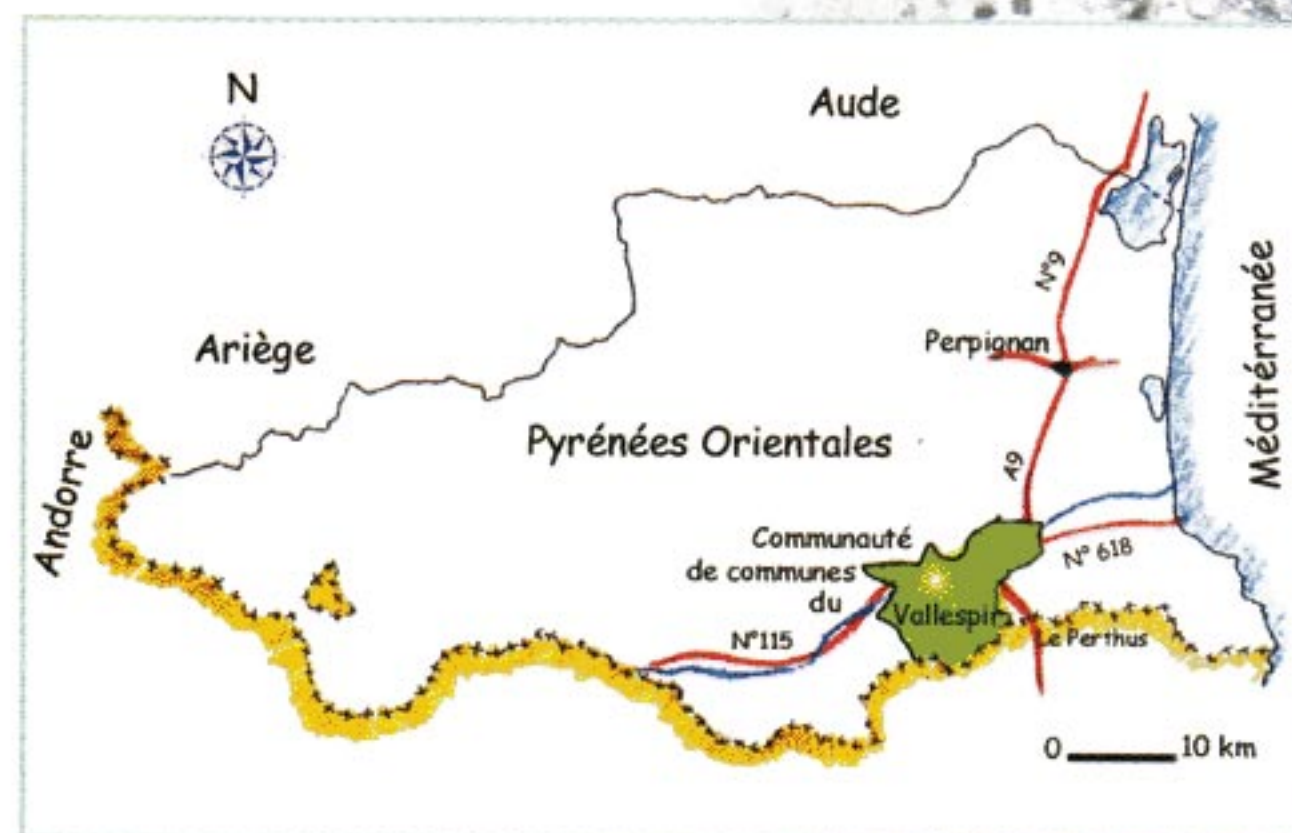 N
Aude
N°9
Méditérranée
Ariège
Perpignan
Andorre
Pyrénées Orientales
A9
Communauté
de communes
du
Vallespir
N° 618
N°115
Le Perthus
0 10 km